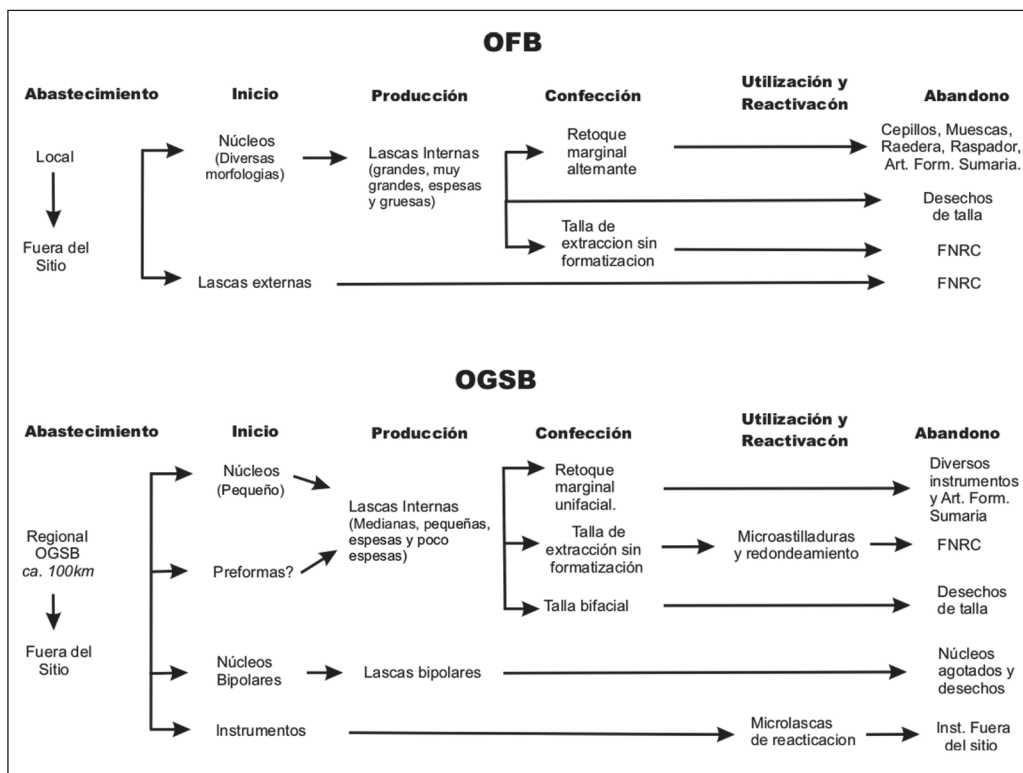 OFB
Abastecimiento
Inicio
Producción
Confección
Utilización y
Reactivacón
Abandono
Local
Fuera del
Sitio
Núcleos
(Diversas
morfologias)
Lascas Internas
(grandes, muy
grandes, espesas
y gruesas)
Retoque
marginal
alternante
Cepillos, Muescas,
Raedera, Raspador,
Art. Form. Sumaria.
Desechos
de talla
Talla de
extraccion sin
formatizacion
FNRC
Lascas externas
FNRC
OGSB
Abastecimiento
Inicio
Producción
Confección
Utilización y
Reactivacón
Abandono
Regional
OGSB
ca. 100km
Fuera del
Sitio
Núcleos
(Pequeño)
Preformas?
Lascas Internas
(Medianas, pequeñas,
espesas y poco
espesas)
Retoque
marginal
unifacial.
Diversos
instrumentos
y Art. Form.
Sumaria
Talla de
extracción sin
formatización
Microastilladuras
y redondeamiento
FNRC
Talla bifacial
Desechos
de talla
Núcleos
Bipolares
Lascas bipolares
Núcleos
agotados y
desechos
Instrumentos
Microlascas
de reacticacion
Inst. Fuera
del sitio